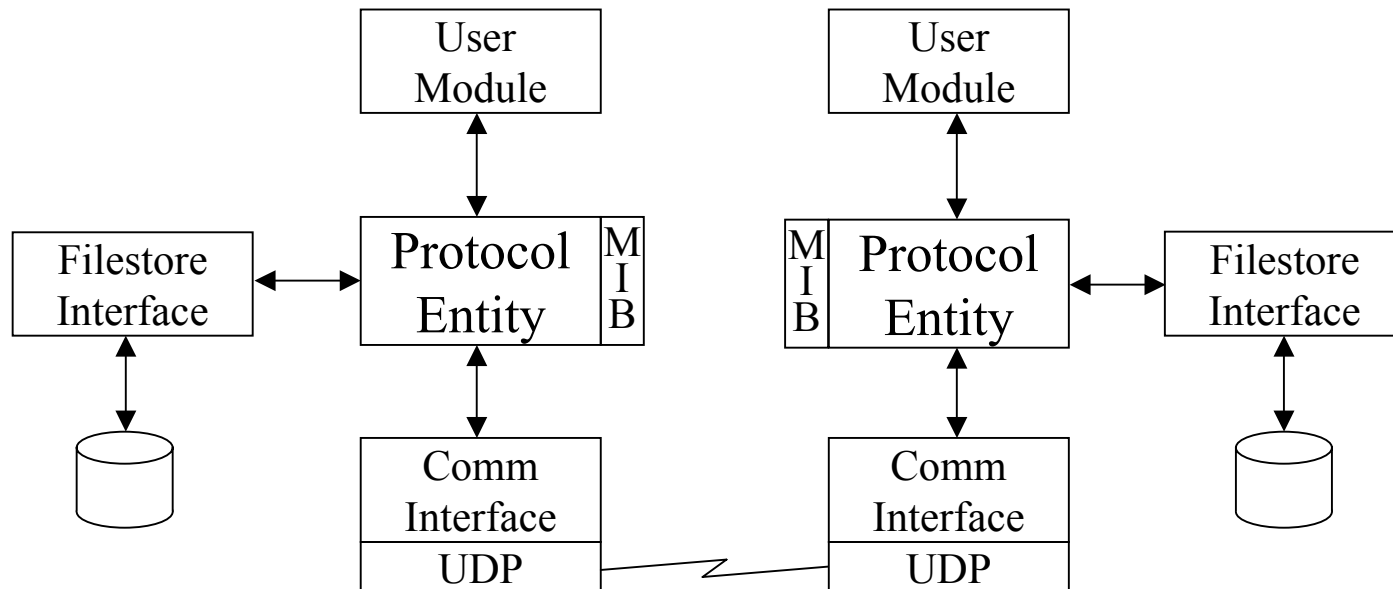 User
Module
User
Module
Filestore
Interface
Protocol
Entity
M
I
B
M
I
B
Protocol
Entity
Filestore
Interface
Comm
Interface
UDP
Comm
Interface
UDP